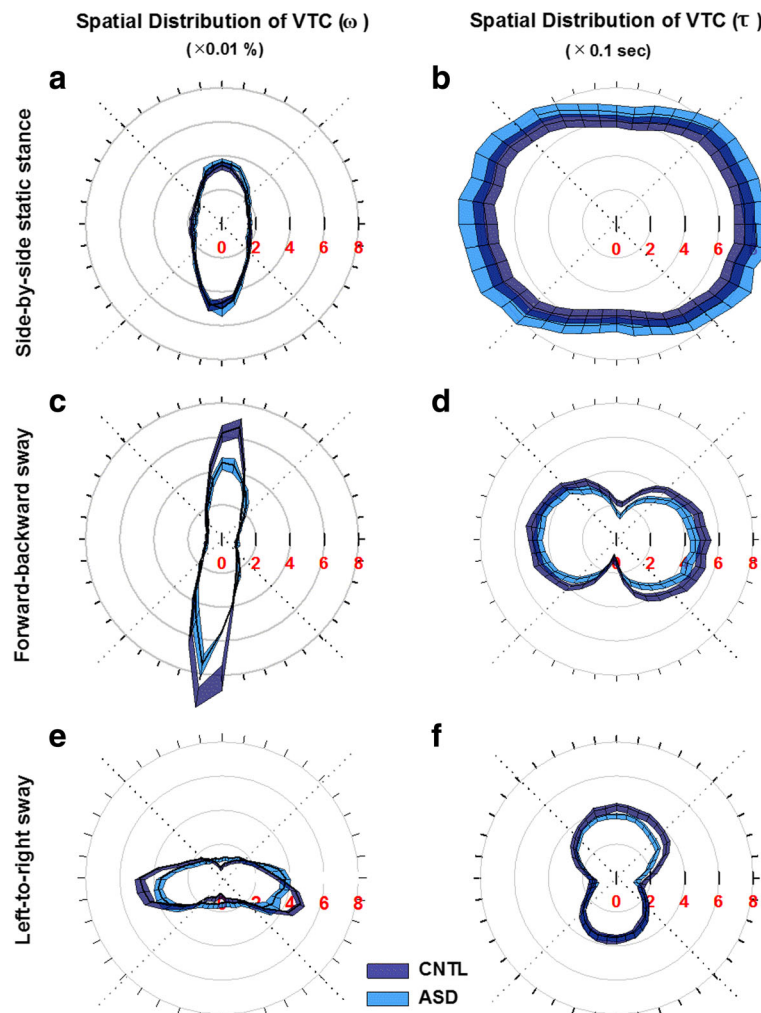 Spatial Distribution of VTC (ω)
(×0.01 %)
Spatial Distribution of VTC (τ )
(× 0.1 sec)
Side-by-side static stance
a
0 2 4 6 8
b
0 2 4 6 8
Forward-backward sway
c
0 2 4 6 8
d
0 2 4 6 8
Left-to-right sway
e
0 2 4 6 8
f
0 2 4 6 8
CNTL
ASD